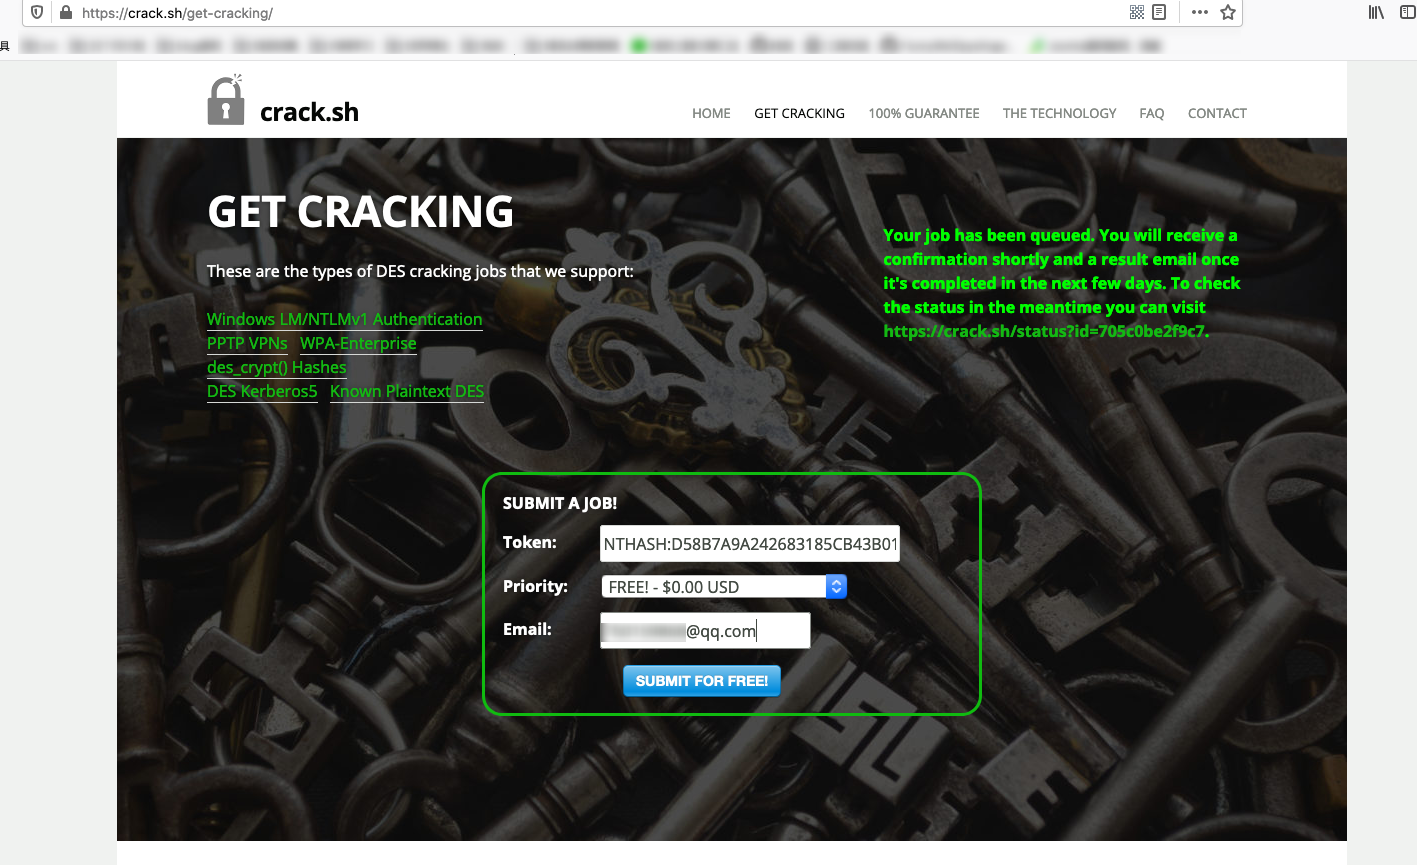 https://crack.sh/get-cracking/
具
crack.sh
HOME GET CRACKING 100% GUARANTEE THE TECHNOLOGY FAQ CONTACT
GET CRACKING
These are the types of DES cracking jobs that we support:
Windows LM/NTLMv1 Authentication
PPTP VPNs WPA-Enterprise
des_crypt() Hashes
DES Kerberos5 Known Plaintext DES
Your job has been queued. You will receive a
confirmation shortly and a result email once
it's completed in the next few days. To check
the status in the meantime you can visit
https://crack.sh/status?id=705c0be2f9c7.
SUBMIT A JOB!
Token: NTHASH:D58B7A9A242683185CB43B01
Priority: FREE! - $0.00 USD
Email: @qq.com
SUBMIT FOR FREE!